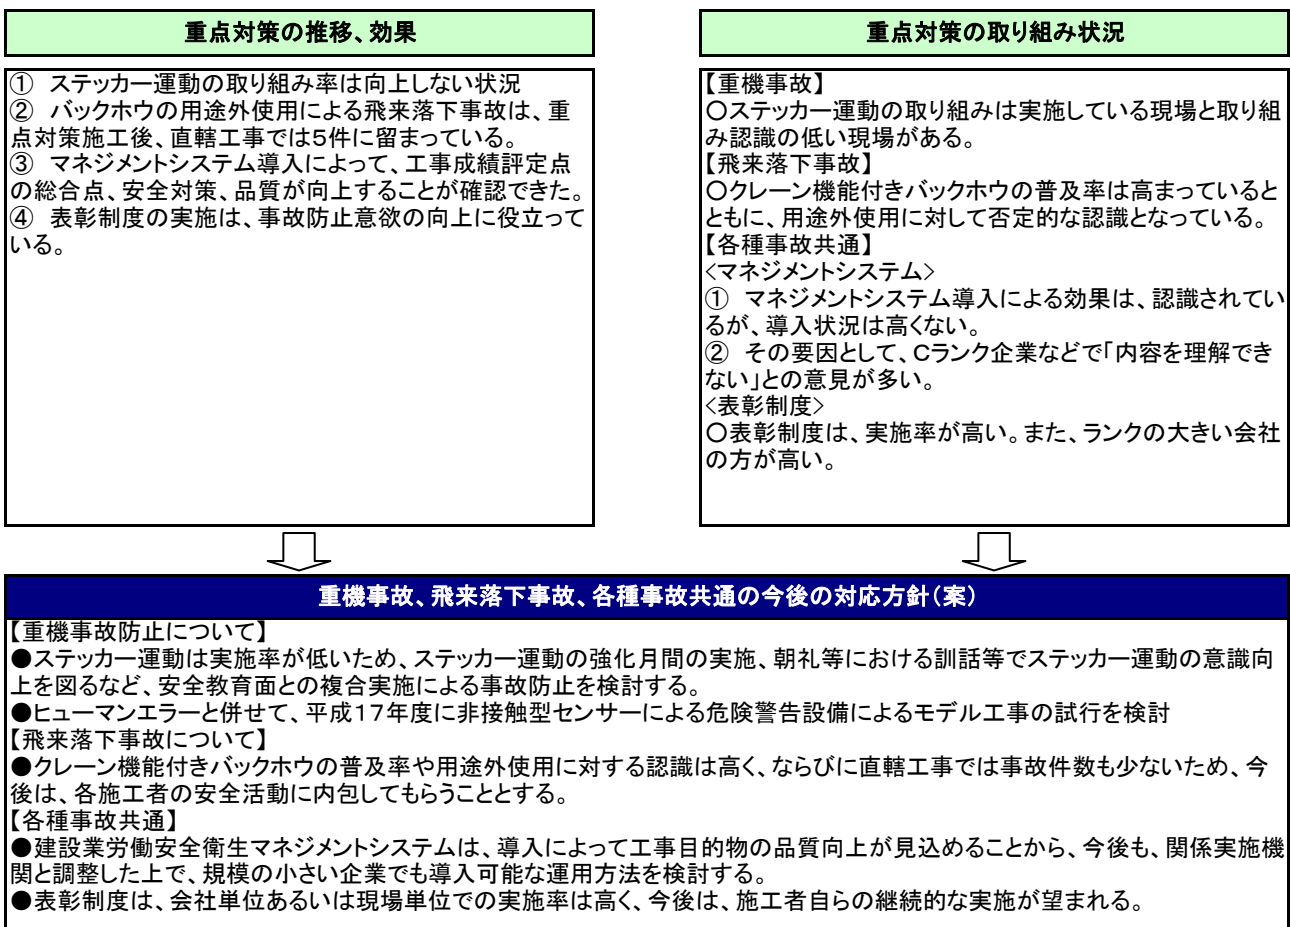 重点対策の推移、効果
① ステッカー運動の取り組み率は向上しない状況
② バックホウの用途外使用による飛来落下事故は、重
点対策施工後、直轄工事では5件に留まっている。
③ マネジメントシステム導入によって、工事成績評定点
の総合点、安全対策、品質が向上することが確認できた。
④ 表彰制度の実施は、事故防止意欲の向上に役立って
いる。
重点対策の取り組み状況
【重機事故】
○ステッカー運動の取り組みは実施している現場と取り組
み認識の低い現場がある。
【飛来落下事故】
○クレーン機能付きバックホウの普及率は高まっていると
ともに、用途外使用に対して否定的な認識となっている。
【各種事故共通】
<マネジメントシステム>
① マネジメントシステム導入による効果は、認識されてい
るが、導入状況は高くない。
② その要因として、Cランク企業などで「内容を理解でき
ない」との意見が多い。
<表彰制度>
○表彰制度は、実施率が高い。また、ランクの大きい会社
の方が高い。
重機事故、飛来落下事故、各種事故共通の今後の対応方針(案)
【重機事故防止について】
●ステッカー運動は実施率が低いため、ステッカー運動の強化月間の実施、朝礼等における訓話等でステッカー運動の意識向
上を図るなど、安全教育面との複合実施による事故防止を検討する。
●ヒューマンエラーと併せて、平成17年度に非接触型センサーによる危険警告設備によるモデル工事の試行を検討
【飛来落下事故について】
●クレーン機能付きバックホウの普及率や用途外使用に対する認識は高く、ならびに直轄工事では事故件数も少ないため、今
後は、各施工者の安全活動に内包してもらうこととする。
【各種事故共通】
●建設業労働安全衛生マネジメントシステムは、導入によって工事目的物の品質向上が見込めることから、今後も、関係実施機
関と調整した上で、規模の小さい企業でも導入可能な運用方法を検討する。
●表彰制度は、会社単位あるいは現場単位での実施率は高く、今後は、施工者自らの継続的な実施が望まれる。